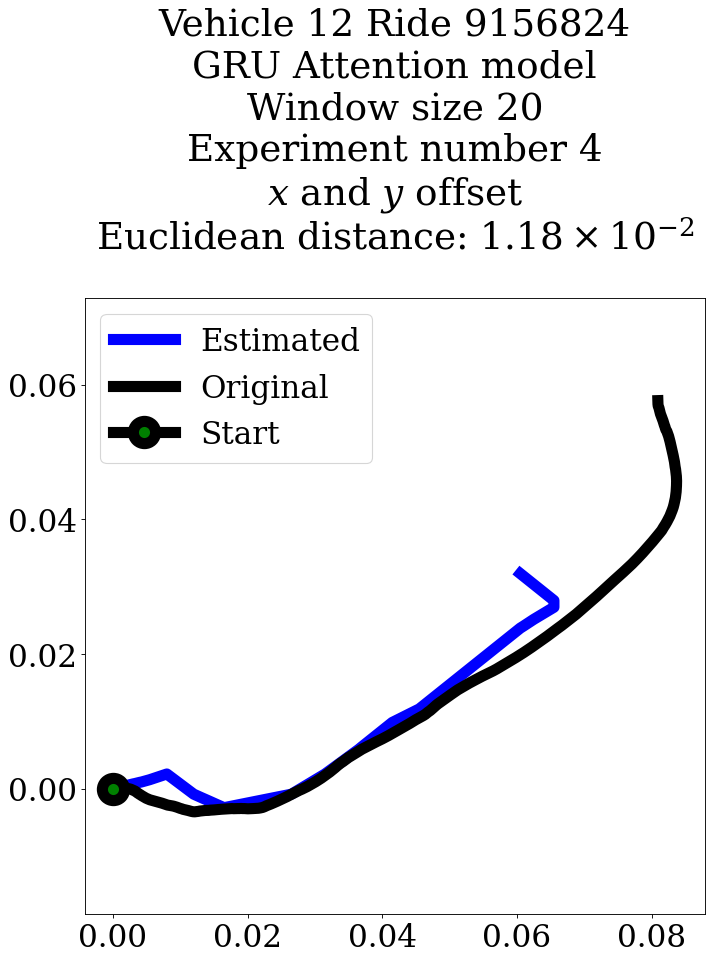 Vehicle 12 Ride 9156824
GRU Attention model
Window size 20
Experiment number 4
x and y offset
Euclidean distance: 1.18 × 10⁻²
Estimated
Original
Start
0.06
0.04
0.02
0.00
0.00 0.02 0.04 0.06 0.08